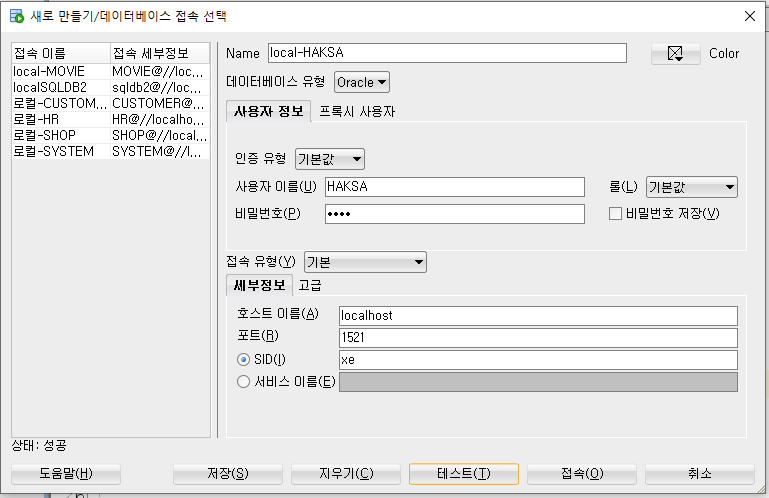 새로 만들기/데이터베이스 접속 선택
접속 이름 접속 세부정보
local-MOVIE MOVIE@//loc...
localSQLDB2 sqldb2@//loc...
로컬-CUSTOM... CUSTOMER@...
로컬-HR HR@//localho...
로컬-SHOP SHOP@//local...
로컬-SYSTEM SYSTEM@//l...
Name local-HAKSA Color
데이터베이스 유형 Oracle
사용자 정보 프록시 사용자
인증 유형 기본값
사용자 이름(U) HAKSA 롤(L) 기본값
비밀번호(P) •••• 비밀번호 저장(V)
접속 유형(Y) 기본
세부정보 고급
호스트 이름(A) localhost
포트(R) 1521
SID(I) xe
서비스 이름(E)
상태: 성공
도움말(H) 저장(S) 지우기(C) 테스트(T) 접속(O) 취소